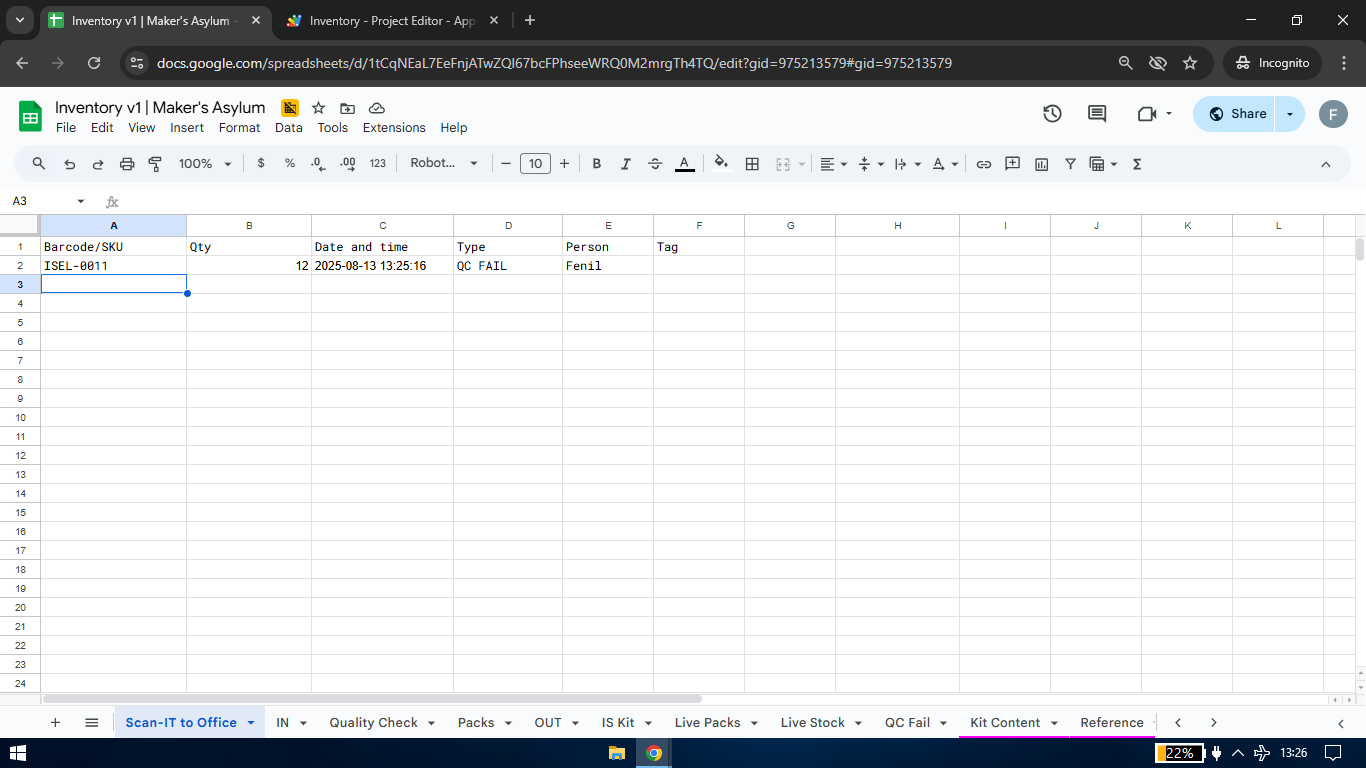 Inventory v1 | Maker's Asylum -
Inventory - Project Editor - App
docs.google.com/spreadsheets/d/1tCqNEaL7EeFnjATwZQl67bcFPhseeWRQ0M2mrgTh4TQ/edit?gid=975213579#gid=975213579
Incognito
Inventory v1 | Maker's Asylum
File Edit View Insert Format Data Tools Extensions Help
Share
F
100% $ % .0 .00 123 Robot... 10 B I S A
A3 fx
A B C D E F G H I J K L
1 Barcode/SKU Qty Date and time Type Person Tag
2 ISEL-0011 12 2025-08-13 13:25:16 QC FAIL Fenil
3
4
5
6
7
8
9
10
11
12
13
14
15
16
17
18
19
20
21
22
23
24
Scan-IT to Office IN Quality Check Packs OUT IS Kit Live Packs Live Stock QC Fail Kit Content Reference
22% 13:26